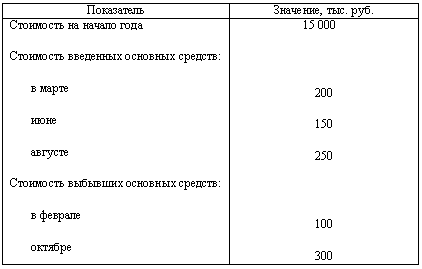 Показатель Значение, тыс. руб.
Стоимость на начало года 15 000
Стоимость введенных основных средств:
в марте 200
июне 150
августе 250
Стоимость выбывших основных средств:
в феврале 100
октябре 300